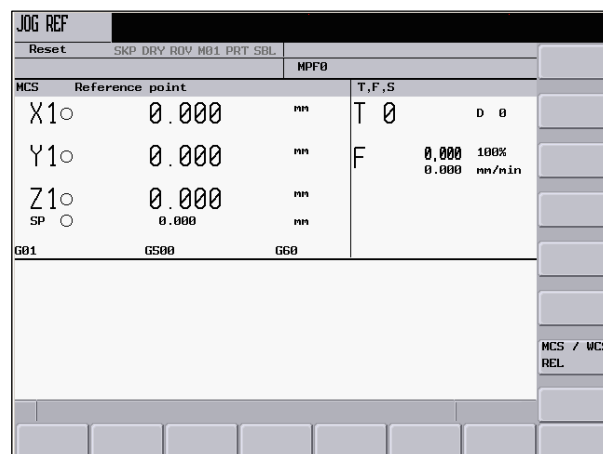 JOG REF
Reset SKP DRY ROV M01 PRT SBL
MPF0
MCS Reference point T,F,S
X1 0.000 mm T 0 D 0
Y1 0.000 mm F 0,000 100%
0.000 mm/min
Z1 0.000 mm
SP 0.000 mm
G01 G500 G60
MCS / WCS
REL